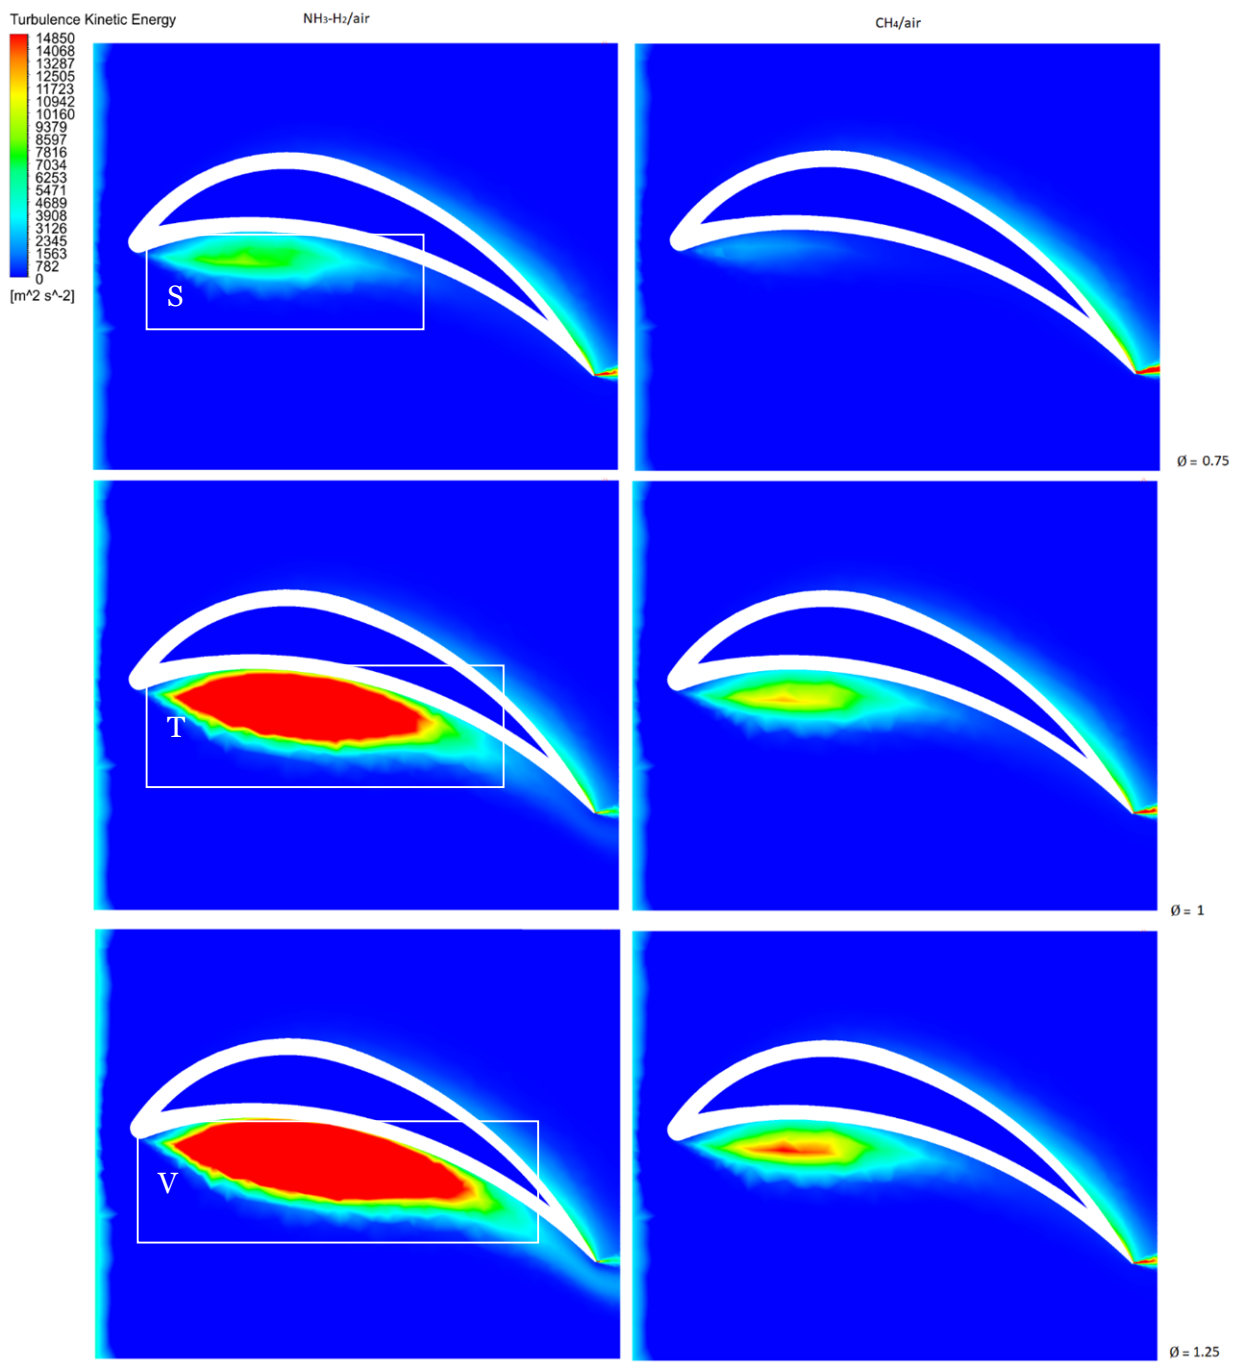 Turbulence Kinetic Energy
NH₃-H₂/air
CH₄/air
14850
14068
13287
12505
11723
10942
10160
9379
8597
7816
7034
6253
5471
4689
3908
3126
2345
1563
782
0
[m^2 s^-2]
S
Ø = 0.75
T
Ø = 1
V
Ø = 1.25